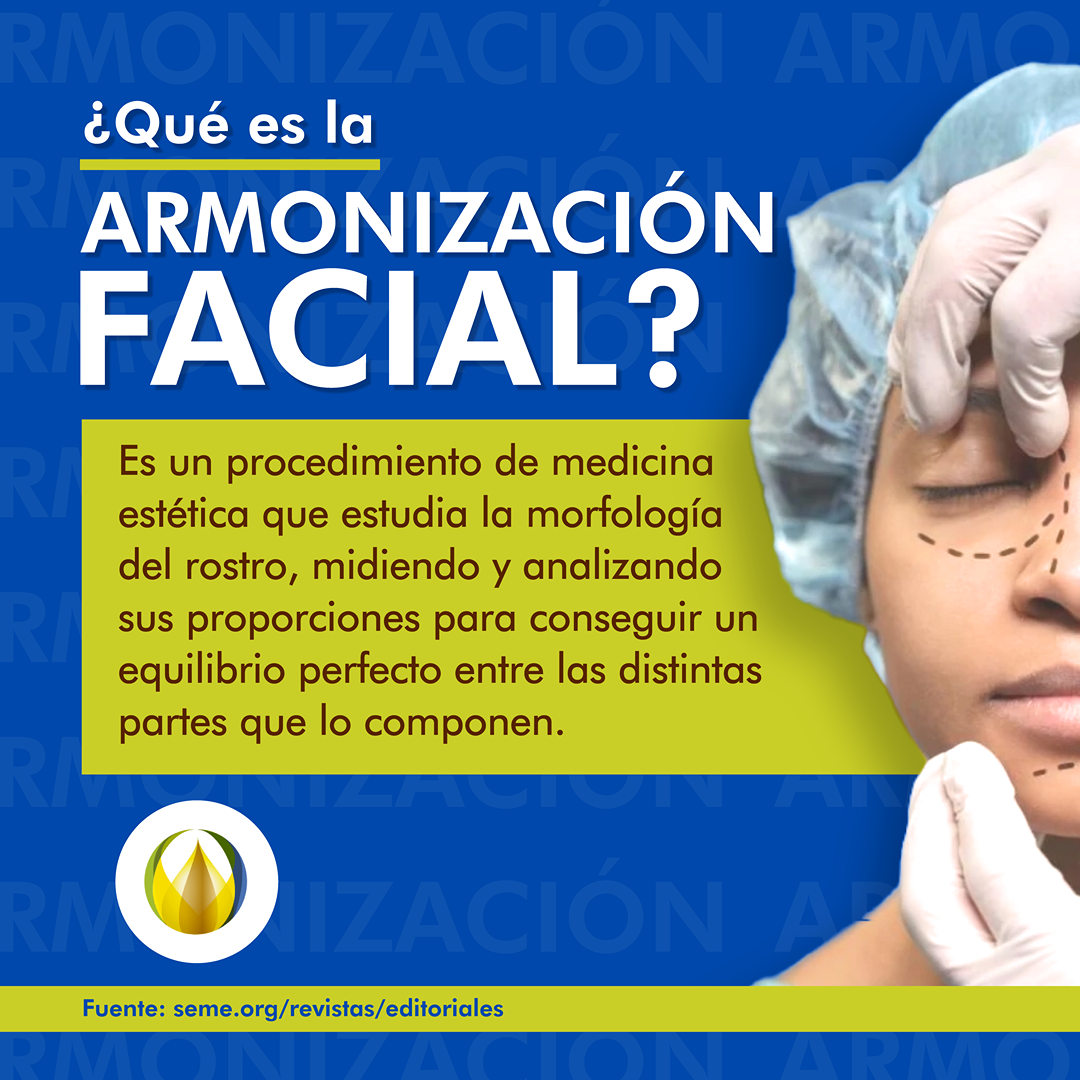 ¿Qué es la
ARMONIZACIÓN
FACIAL?
Es un procedimiento de medicina
estética que estudia la morfología
del rostro, midiendo y analizando
sus proporciones para conseguir un
equilibrio perfecto entre las distintas
partes que lo componen.
Fuente: seme.org/revistas/editoriales